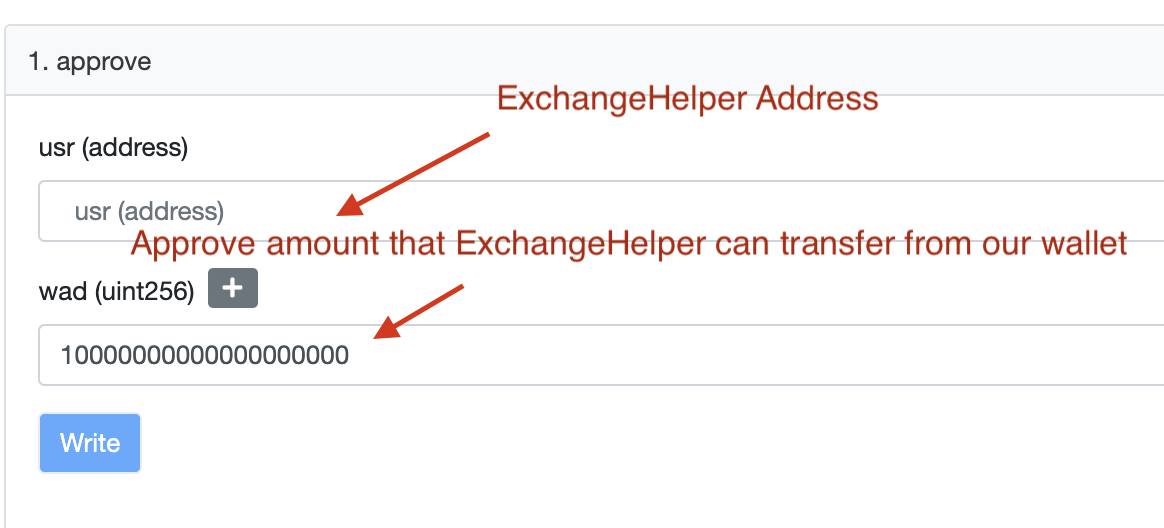 1. approve
ExchangeHelper Address
usr (address)
usr (address)
Approve amount that ExchangeHelper can transfer from our wallet
wad (uint256) +
10000000000000000000
Write